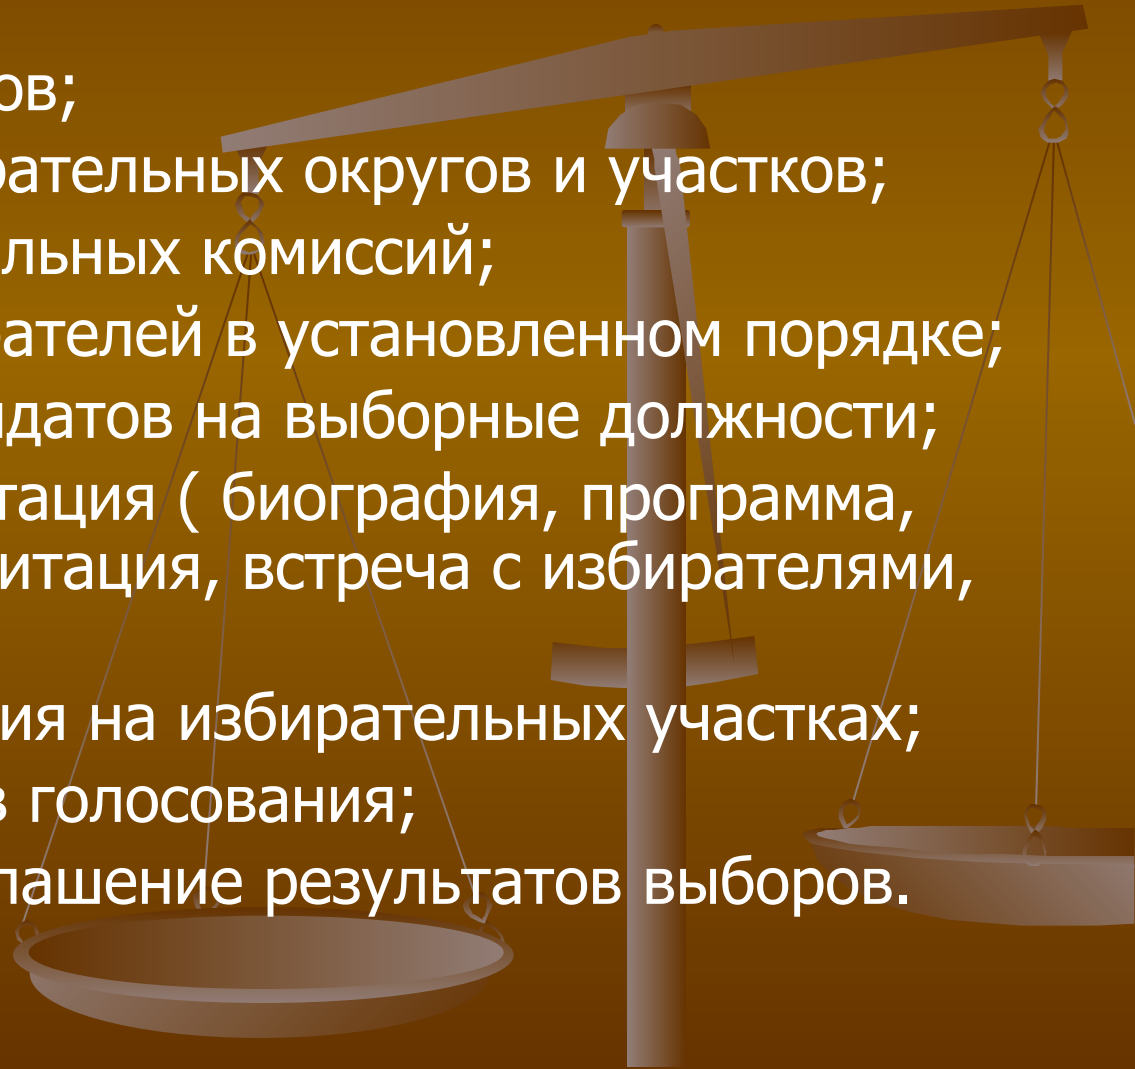 ов;
рательных округов и участков;
льных комиссий;
ателей в установленном порядке;
идатов на выборные должности;
тация ( биография, программа,
итация, встреча с избирателями,
ия на избирательных участках;
в голосования;
лашение результатов выборов.